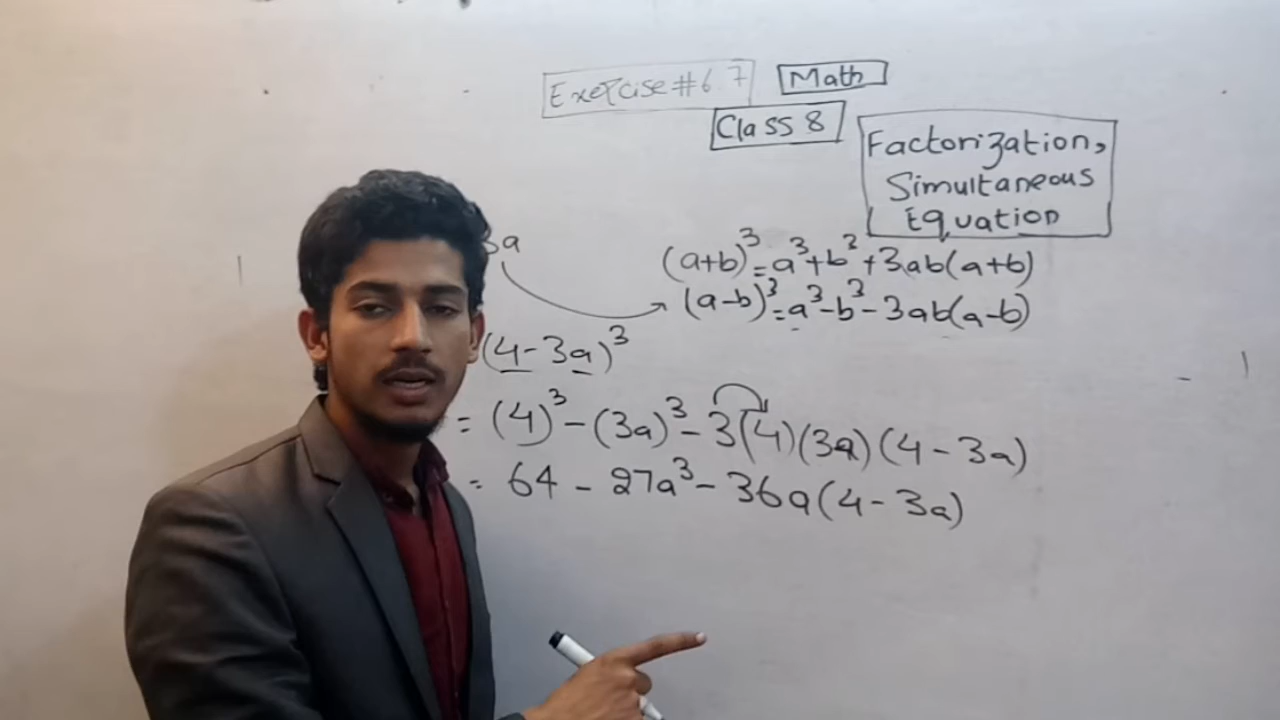 Exercise#6.7
Math
Class 8
Factorization,
Simultaneous
Equation
3a
(a+b)³=a³+b³+3ab(a+b)
(a-b)³=a³-b³-3ab(a-b)
(4-3a)³
= (4)³-(3a)³-3(4)(3a)(4-3a)
= 64-27a³-36a(4-3a)